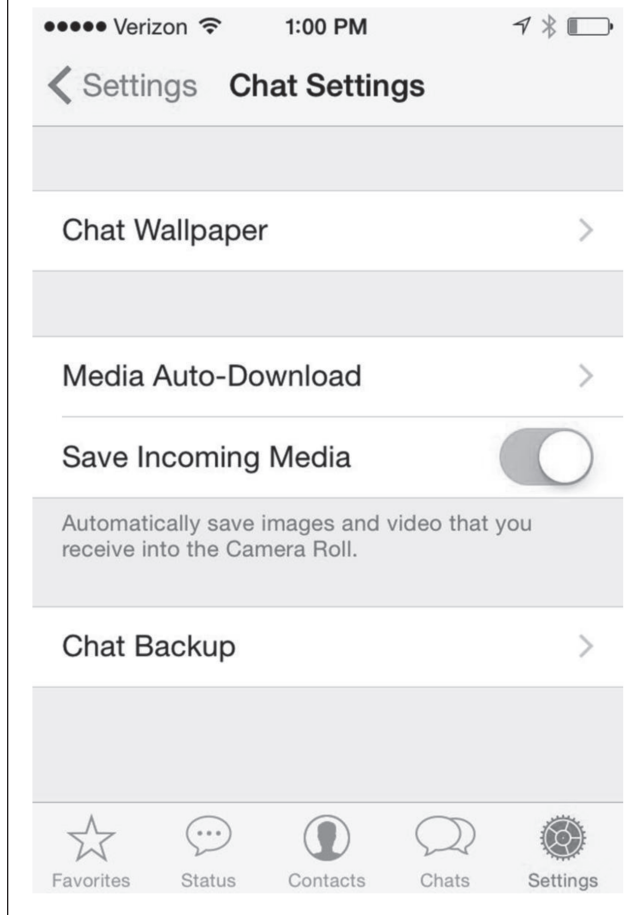 Verizon 1:00 PM
Settings Chat Settings
Chat Wallpaper
Media Auto-Download
Save Incoming Media
Automatically save images and video that you
receive into the Camera Roll.
Chat Backup
Favorites Status Contacts Chats Settings